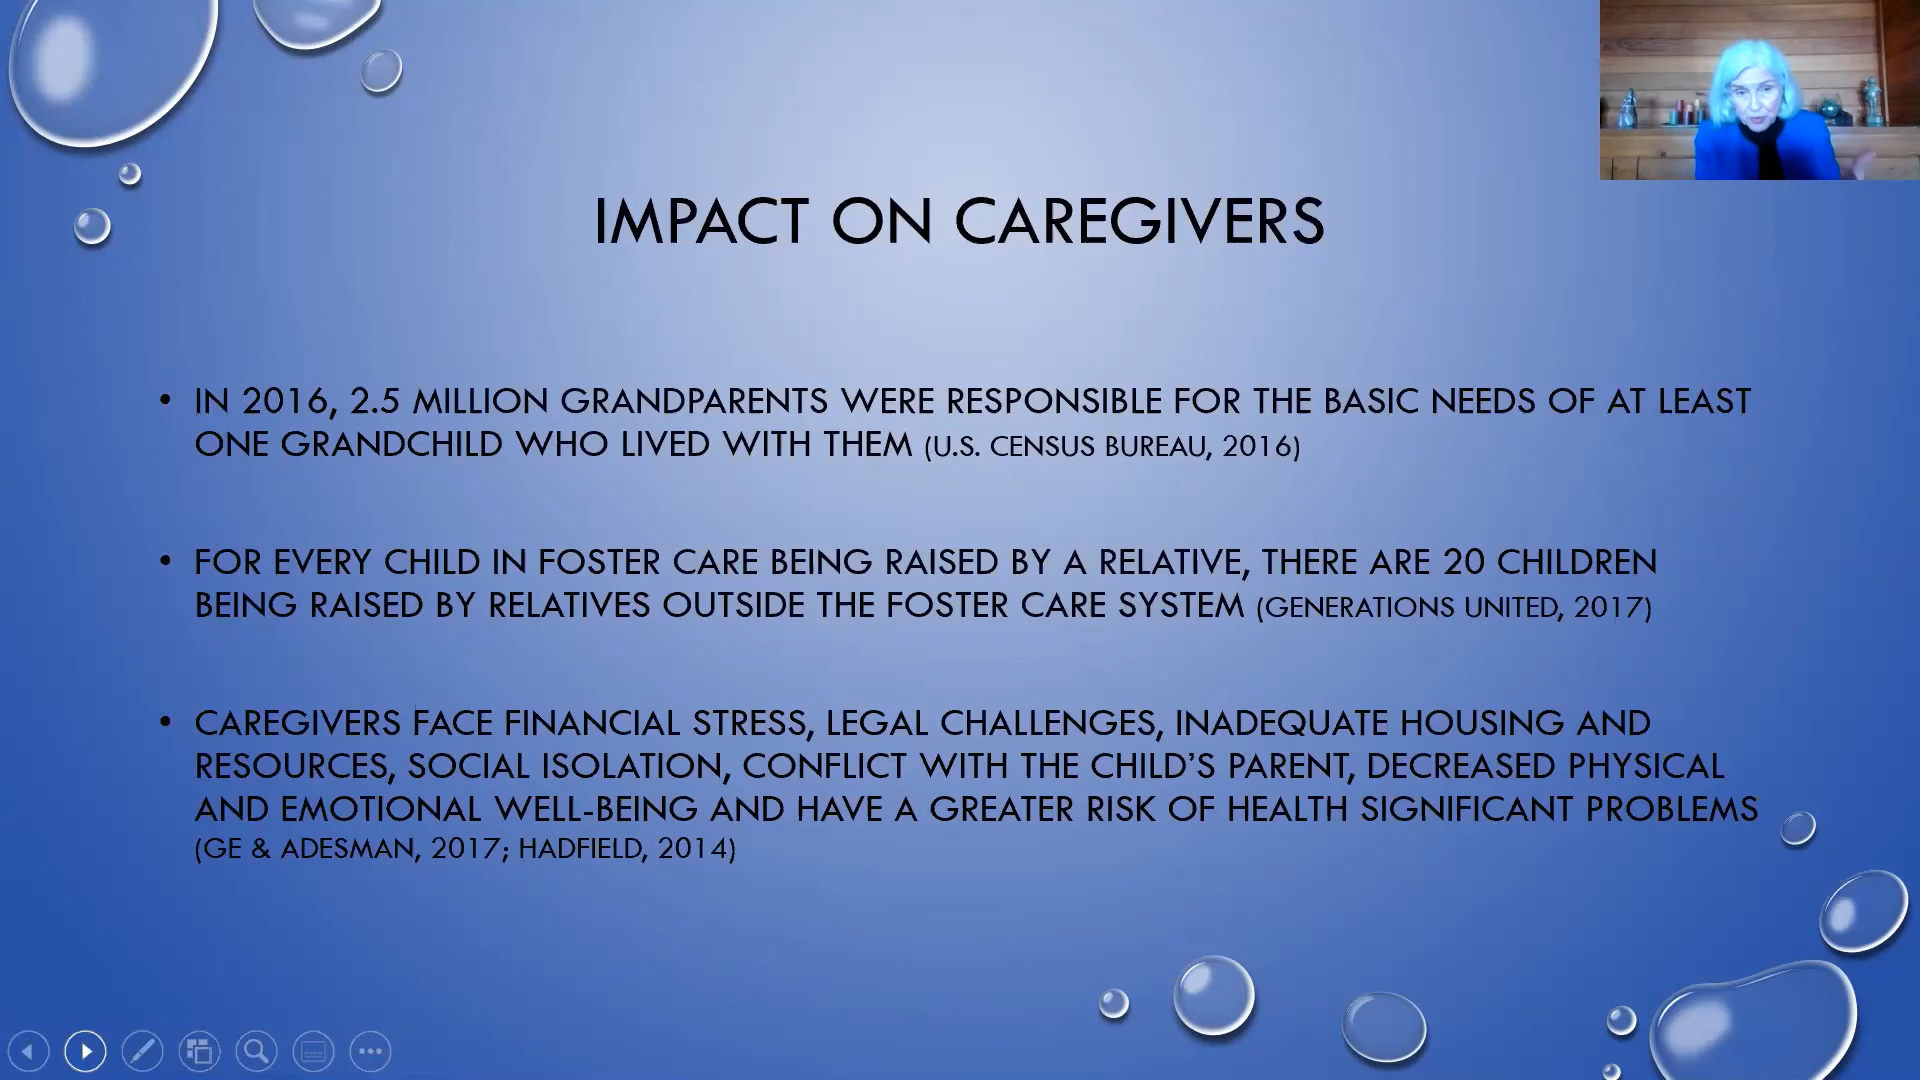 IMPACT ON CAREGIVERS
• IN 2016, 2.5 MILLION GRANDPARENTS WERE RESPONSIBLE FOR THE BASIC NEEDS OF AT LEAST
ONE GRANDCHILD WHO LIVED WITH THEM (U.S. CENSUS BUREAU, 2016)
• FOR EVERY CHILD IN FOSTER CARE BEING RAISED BY A RELATIVE, THERE ARE 20 CHILDREN
BEING RAISED BY RELATIVES OUTSIDE THE FOSTER CARE SYSTEM (GENERATIONS UNITED, 2017)
• CAREGIVERS FACE FINANCIAL STRESS, LEGAL CHALLENGES, INADEQUATE HOUSING AND
RESOURCES, SOCIAL ISOLATION, CONFLICT WITH THE CHILD’S PARENT, DECREASED PHYSICAL
AND EMOTIONAL WELL-BEING AND HAVE A GREATER RISK OF HEALTH SIGNIFICANT PROBLEMS
(GE & ADESMAN, 2017; HADFIELD, 2014)